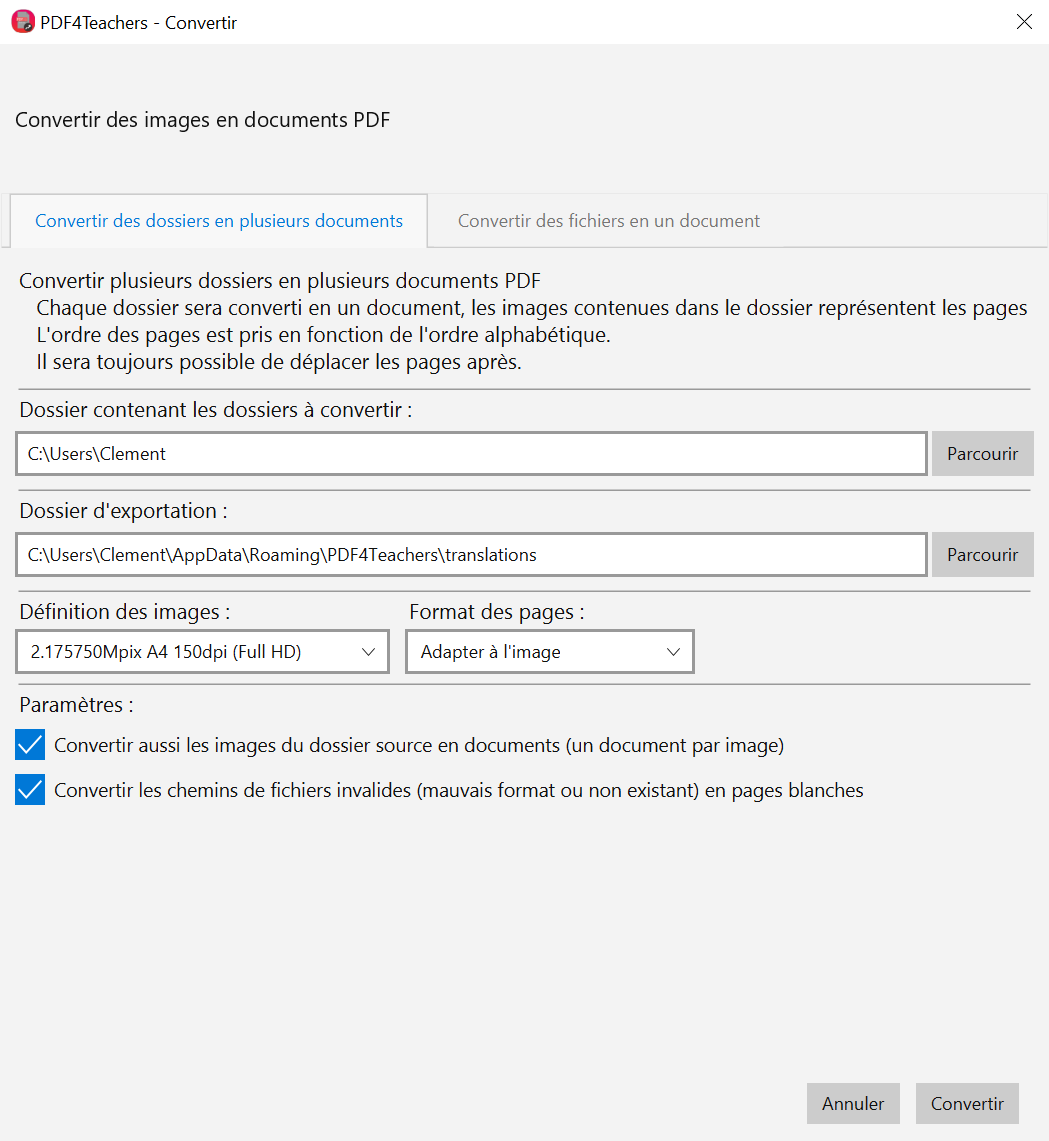 PDF4Teachers - Convertir
Convertir des images en documents PDF
Convertir des dossiers en plusieurs documents
Convertir des fichiers en un document
Convertir plusieurs dossiers en plusieurs documents PDF
Chaque dossier sera converti en un document, les images contenues dans le dossier représentent les pages
L'ordre des pages est pris en fonction de l'ordre alphabétique.
Il sera toujours possible de déplacer les pages après.
Dossier contenant les dossiers à convertir :
C:\Users\Clement
Parcourir
Dossier d'exportation :
C:\Users\Clement\AppData\Roaming\PDF4Teachers\translations
Parcourir
Définition des images :
Format des pages :
2.175750Mpix A4 150dpi (Full HD)
Adapter à l'image
Paramètres :
Convertir aussi les images du dossier source en documents (un document par image)
Convertir les chemins de fichiers invalides (mauvais format ou non existant) en pages blanches
Annuler
Convertir